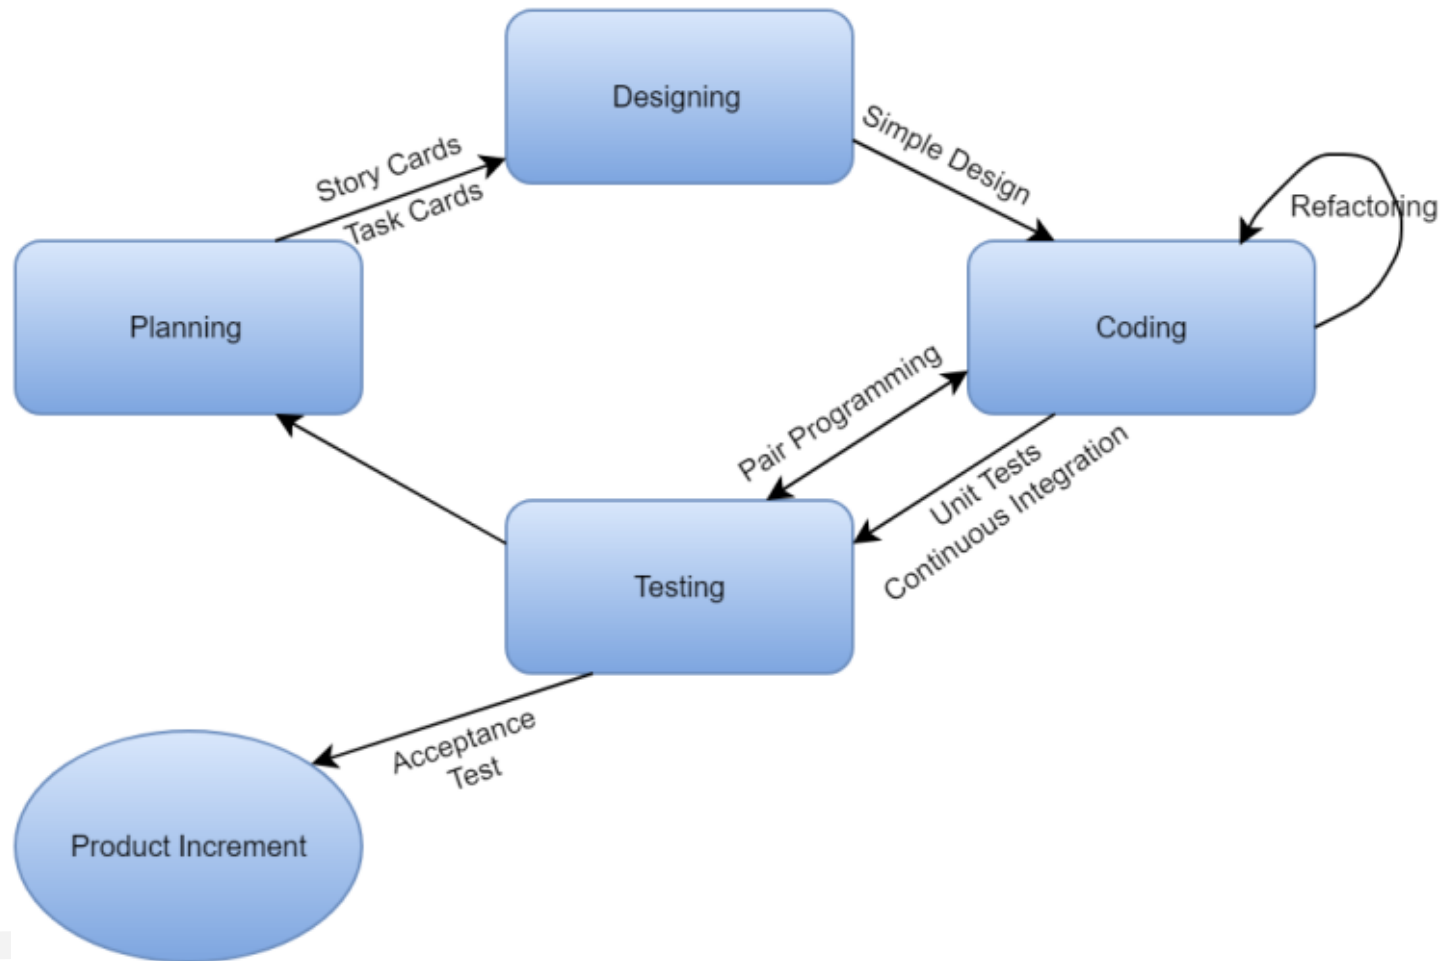 Designing
Story Cards
Task Cards
Simple Design
Refactoring
Planning
Coding
Pair Programming
Unit Tests
Continuous Integration
Testing
Acceptance
Test
Product Increment